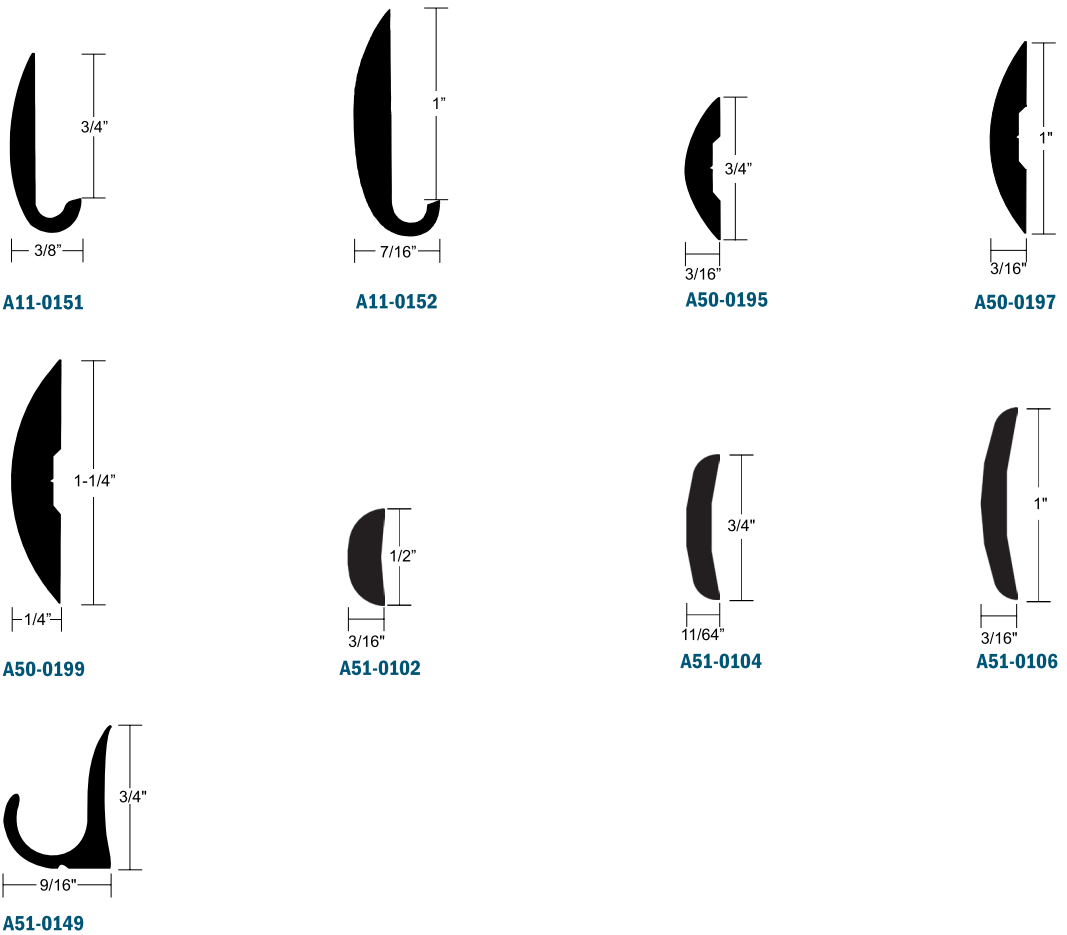 3/4”
3/8”
A11-0151
1”
7/16”
A11-0152
3/4”
3/16”
A50-0195
1"
3/16"
A50-0197
1-1/4”
1/4”
A50-0199
1/2”
3/16"
A51-0102
3/4"
11/64”
A51-0104
1"
3/16"
A51-0106
3/4"
9/16"
A51-0149